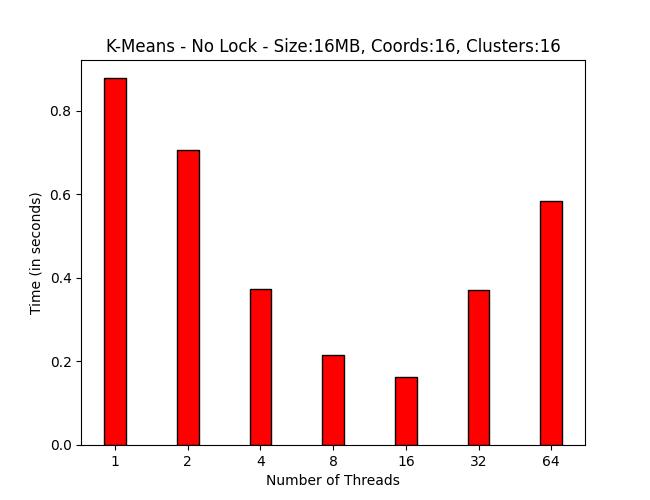 K-Means - No Lock - Size:16MB, Coords:16, Clusters:16
Time (in seconds)
0.8
0.6
0.4
0.2
0.0
1 2 4 8 16 32 64
Number of Threads